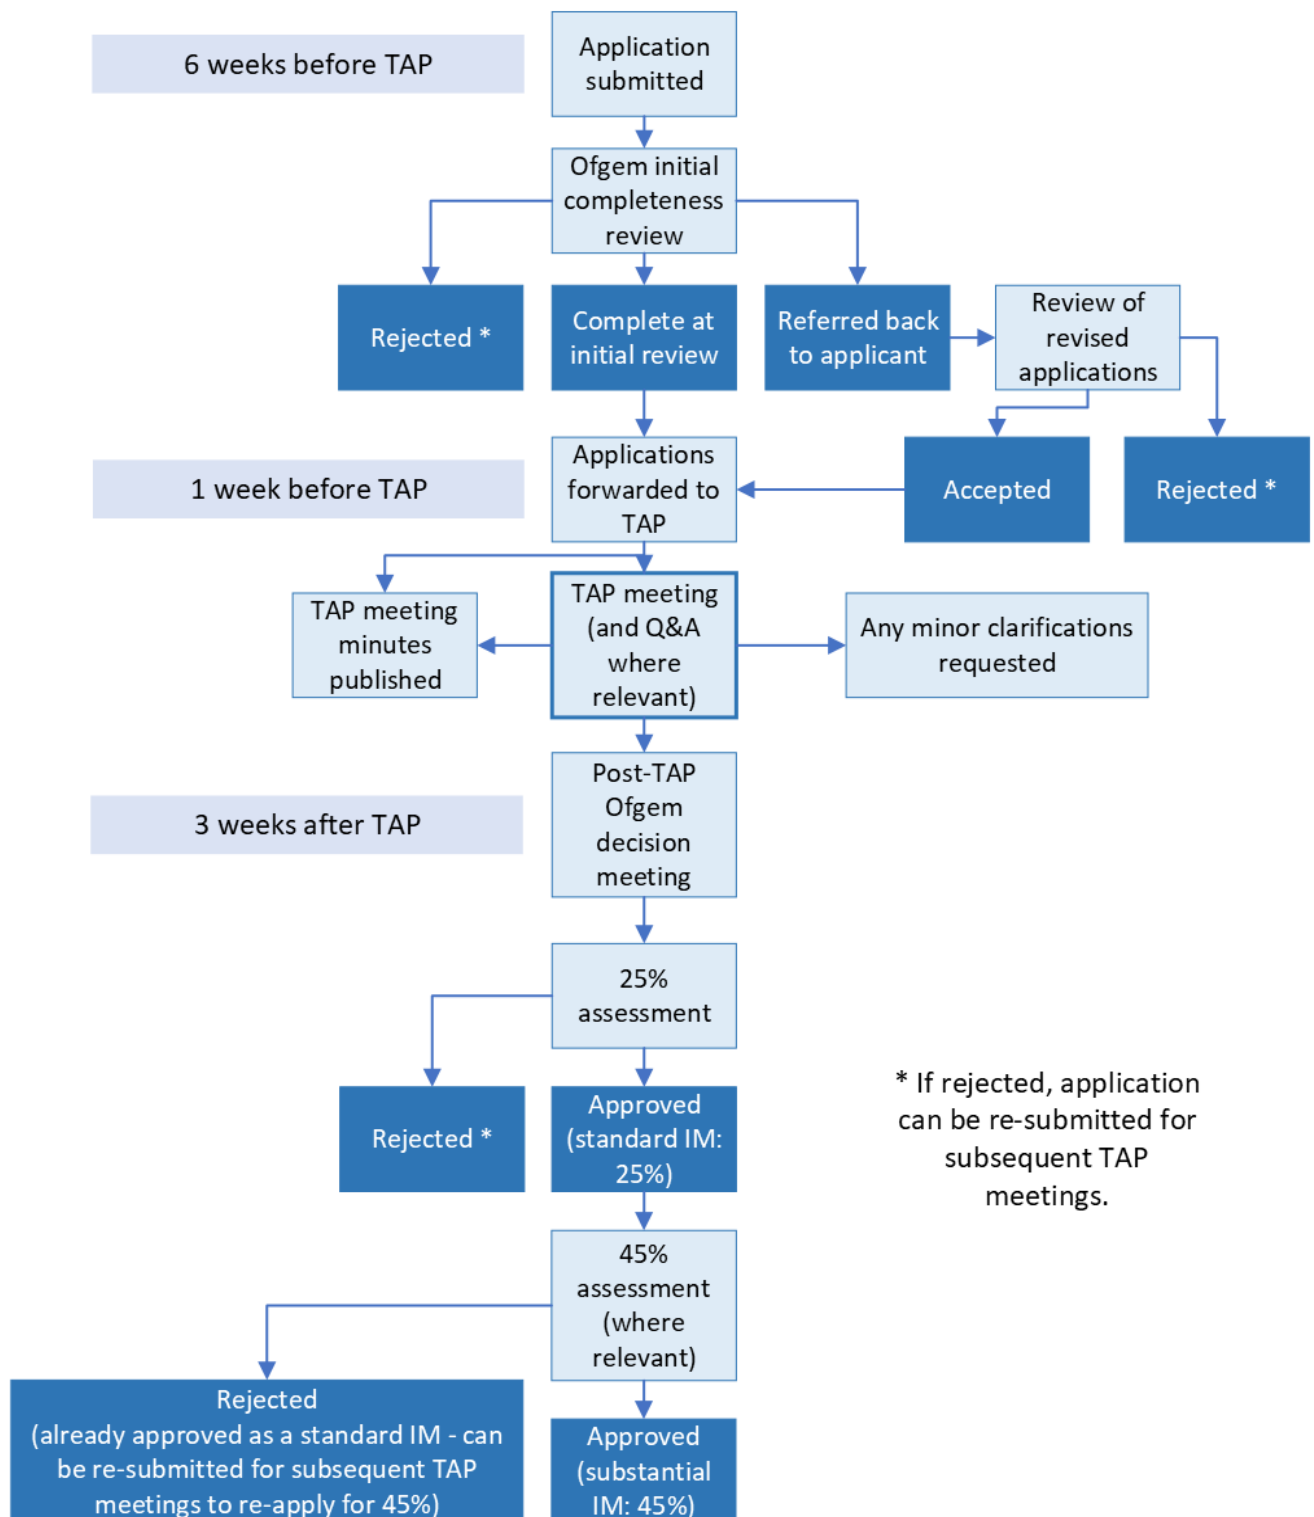 6 weeks before TAP
Application
submitted
Ofgem initial
completeness
review
Rejected *
Complete at
initial review
Referred back
to applicant
Review of
revised
applications
1 week before TAP
Applications
forwarded to
TAP
Accepted
Rejected *
TAP meeting
minutes
published
TAP meeting
(and Q&A
where
relevant)
Any minor clarifications
requested
3 weeks after TAP
Post-TAP
Ofgem
decision
meeting
25%
assessment
Rejected *
Approved
(standard IM:
25%)
* If rejected, application
can be re-submitted for
subsequent TAP
meetings.
45%
assessment
(where
relevant)
Rejected
(already approved as a standard IM - can
be re-submitted for subsequent TAP
meetings to re-apply for 45%)
Approved
(substantial
IM: 45%)